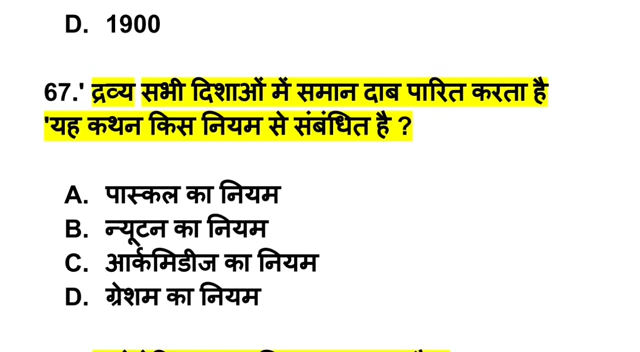 D. 1900
67.' द्रव्य सभी दिशाओं में समान दाब पारित करता है
'यह कथन किस नियम से संबंधित है ?
A. पास्कल का नियम
B. न्यूटन का नियम
C. आर्कमिडीज का नियम
D. ग्रेशम का नियम